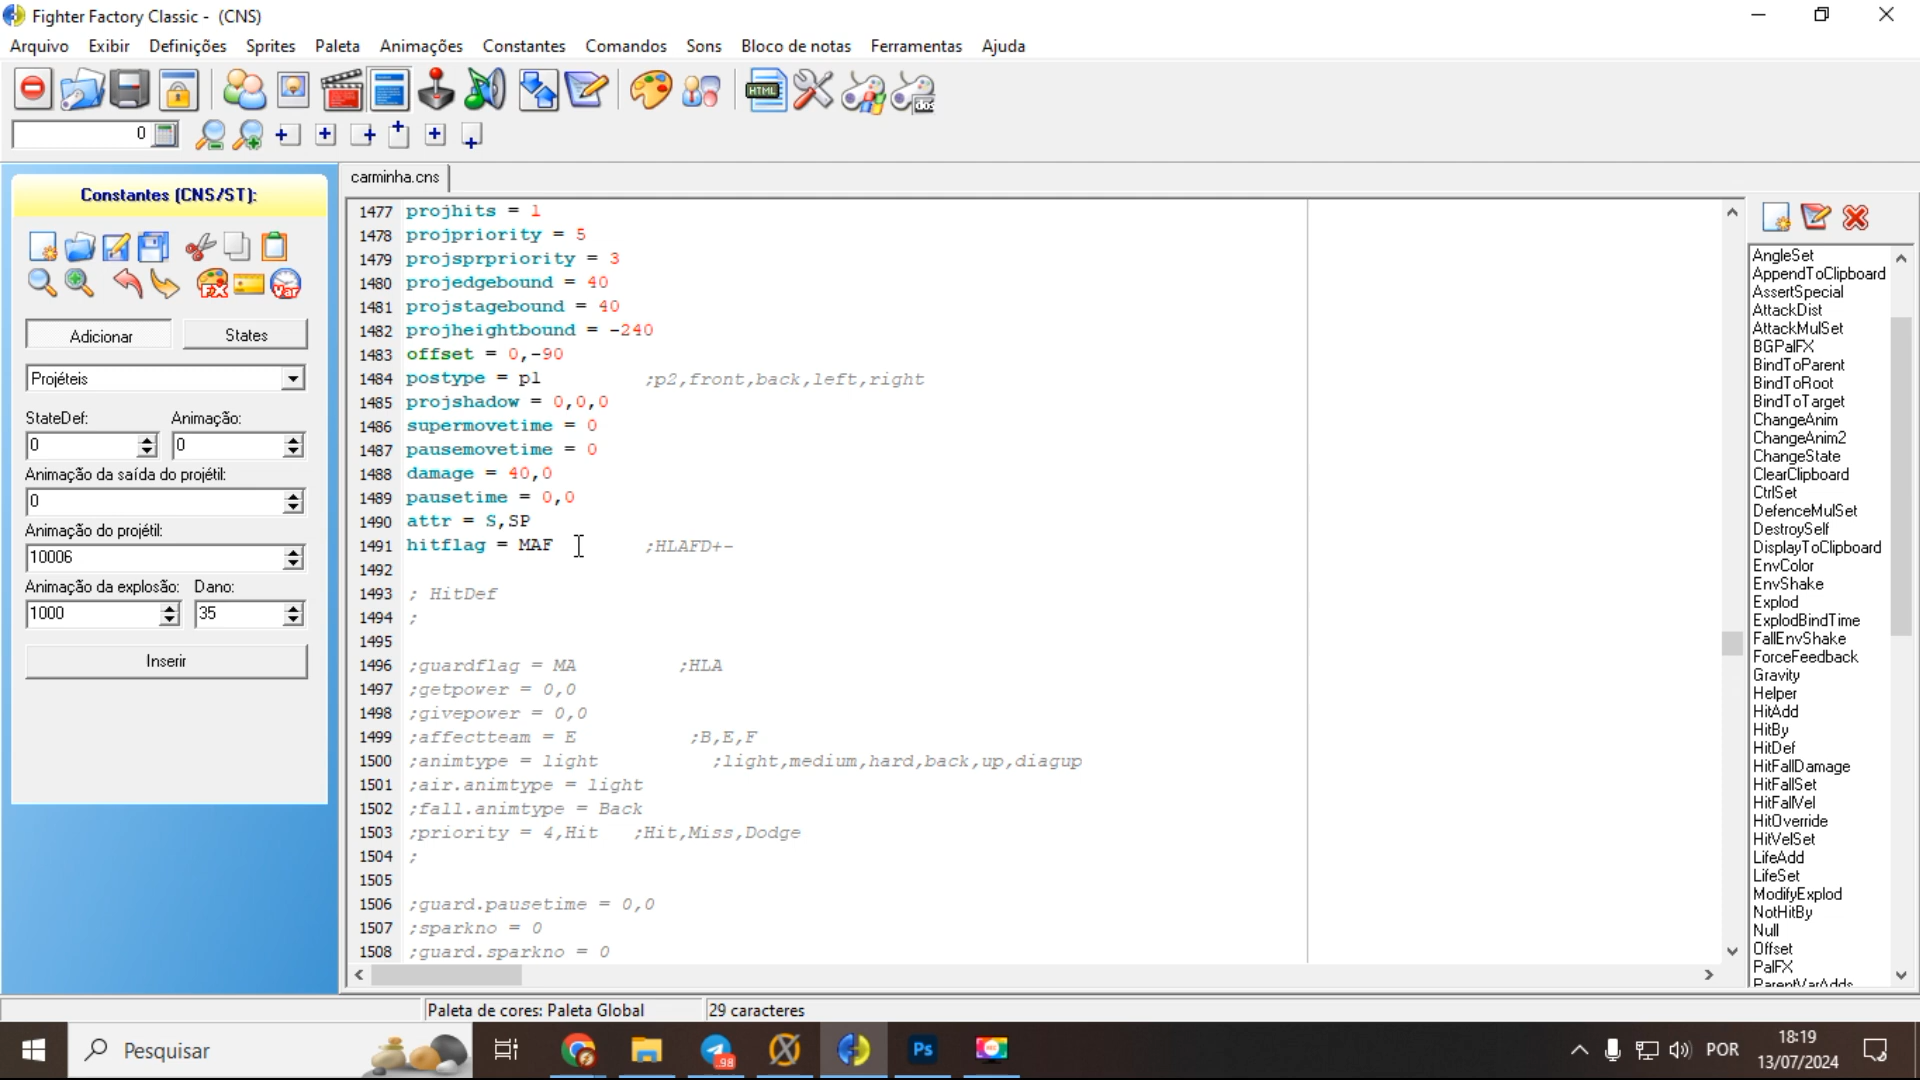 Fighter Factory Classic - (CNS)
Arquivo Exibir Definições Sprites Paleta Animações Constantes Comandos Sons Bloco de notas Ferramentas Ajuda
HTML
dos
0
Constantes (CNS/ST):
FX
Var
Adicionar States
Projéteis
StateDef: Animação:
0 0
Animação da saída do projétil:
0
Animação do projétil:
10006
Animação da explosão: Dano:
1000 35
Inserir
carminha.cns
1477 projhits = 1
1478 projpriority = 5
1479 projsprpriority = 3
1480 projedgebound = 40
1481 projstagebound = 40
1482 projheightbound = -240
1483 offset = 0,-90
1484 postype = p1 ;p2,front,back,left,right
1485 projshadow = 0,0,0
1486 supermovetime = 0
1487 pausemovetime = 0
1488 damage = 40,0
1489 pausetime = 0,0
1490 attr = S,SP
1491 hitflag = MAF ;HLAFD+-
1492
1493 ; HitDef
1494 ;
1495
1496 ;guardflag = MA ;HLA
1497 ;getpower = 0,0
1498 ;givepower = 0,0
1499 ;affectteam = E ;B,E,F
1500 ;animtype = light ;light,medium,hard,back,up,diagup
1501 ;air.animtype = light
1502 ;fall.animtype = Back
1503 ;priority = 4,Hit ;Hit,Miss,Dodge
1504 ;
1505
1506 ;guard.pausetime = 0,0
1507 ;sparkno = 0
1508 ;guard.sparkno = 0
AngleSet
AppendToClipboard
AssertSpecial
AttackDist
AttackMulSet
BGPalFX
BindToParent
BindToRoot
BindToTarget
ChangeAnim
ChangeAnim2
ChangeState
ClearClipboard
CtrlSet
DefenceMulSet
DestroySelf
DisplayToClipboard
EnvColor
EnvShake
Explod
ExplodBindTime
FallEnvShake
ForceFeedback
Gravity
Helper
HitAdd
HitBy
HitDef
HitFallDamage
HitFallSet
HitFallVel
HitOverride
HitVelSet
LifeAdd
LifeSet
ModifyExplod
NotHitBy
Null
Offset
PalFX
ParentVarAdds
Paleta de cores: Paleta Global 29 caracteres
Pesquisar
98
Ps
POR
18:19
13/07/2024